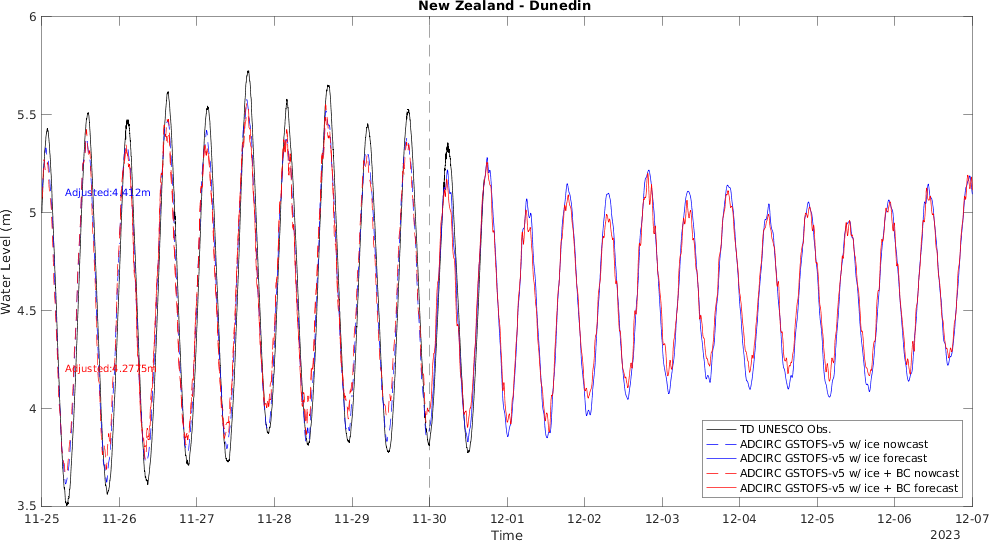 New Zealand - Dunedin
6
5.5
5
4.5
4
3.5
Water Level (m)
Adjusted:4.412m
Adjusted:4.2775m
TD UNESCO Obs.
ADCIRC GSTOFS-v5 w/ ice nowcast
ADCIRC GSTOFS-v5 w/ ice forecast
ADCIRC GSTOFS-v5 w/ ice + BC nowcast
ADCIRC GSTOFS-v5 w/ ice + BC forecast
11-25 11-26 11-27 11-28 11-29 11-30 12-01 12-02 12-03 12-04 12-05 12-06 12-07
Time
2023